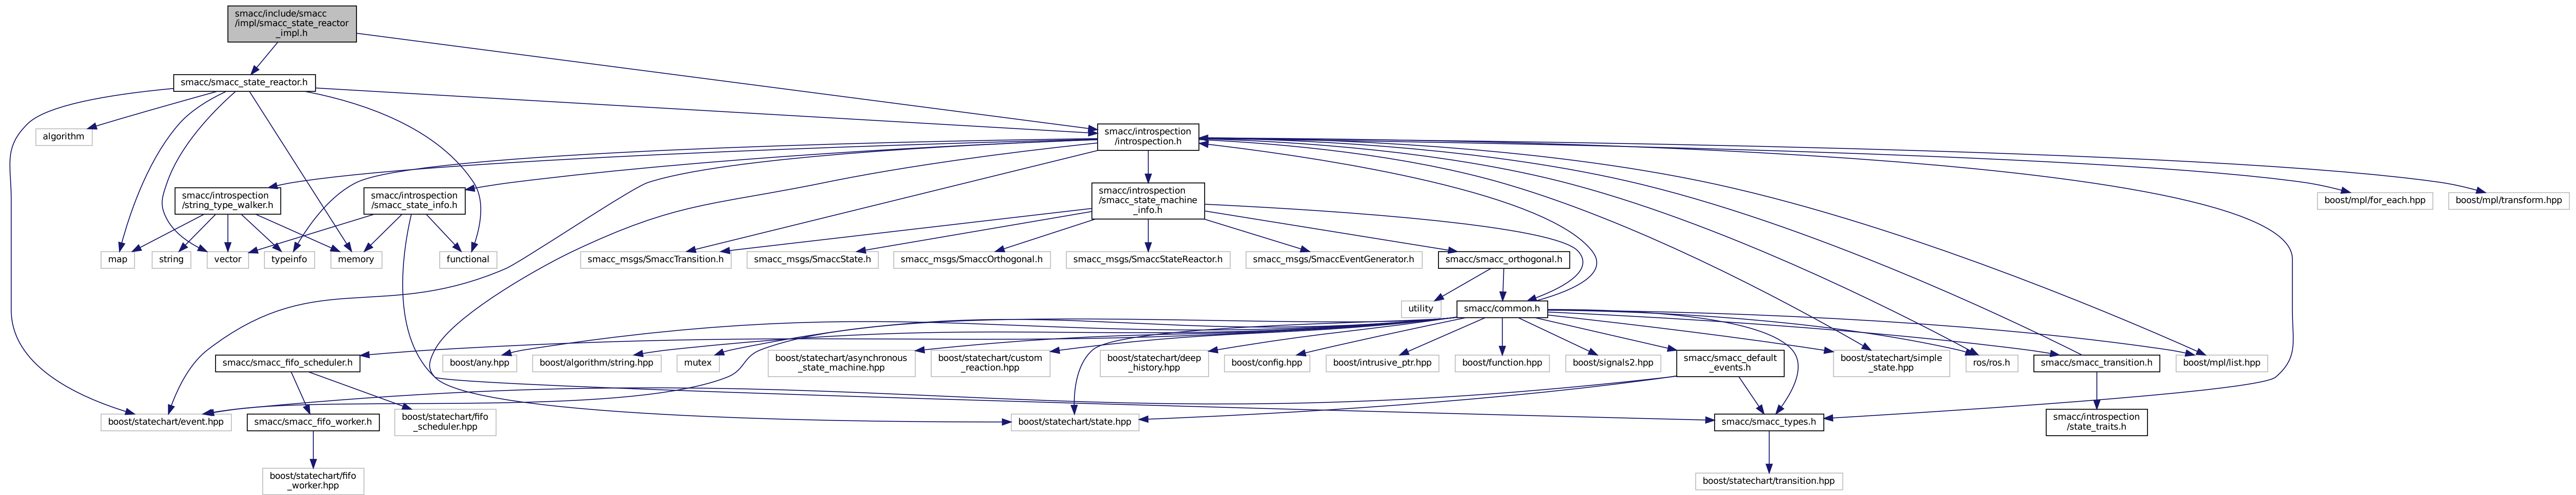 smacc/include/smacc
/impl/smacc_state_reactor
_impl.h
smacc/smacc_state_reactor.h
algorithm
smacc/introspection
/introspection.h
smacc/introspection
/string_type_walker.h
smacc/introspection
/smacc_state_info.h
smacc/introspection
/smacc_state_machine
_info.h
boost/mpl/for_each.hpp
boost/mpl/transform.hpp
map
string
vector
typeinfo
memory
functional
smacc_msgs/SmaccTransition.h
smacc_msgs/SmaccState.h
smacc_msgs/SmaccOrthogonal.h
smacc_msgs/SmaccStateReactor.h
smacc_msgs/SmaccEventGenerator.h
smacc/smacc_orthogonal.h
utility
smacc/common.h
smacc/smacc_fifo_scheduler.h
boost/any.hpp
boost/algorithm/string.hpp
mutex
boost/statechart/asynchronous
_state_machine.hpp
boost/statechart/custom
_reaction.hpp
boost/statechart/deep
_history.hpp
boost/config.hpp
boost/intrusive_ptr.hpp
boost/function.hpp
boost/signals2.hpp
smacc/smacc_default
_events.h
boost/statechart/simple
_state.hpp
ros/ros.h
smacc/smacc_transition.h
boost/mpl/list.hpp
boost/statechart/event.hpp
smacc/smacc_fifo_worker.h
boost/statechart/fifo
_scheduler.hpp
boost/statechart/state.hpp
smacc/smacc_types.h
smacc/introspection
/state_traits.h
boost/statechart/fifo
_worker.hpp
boost/statechart/transition.hpp